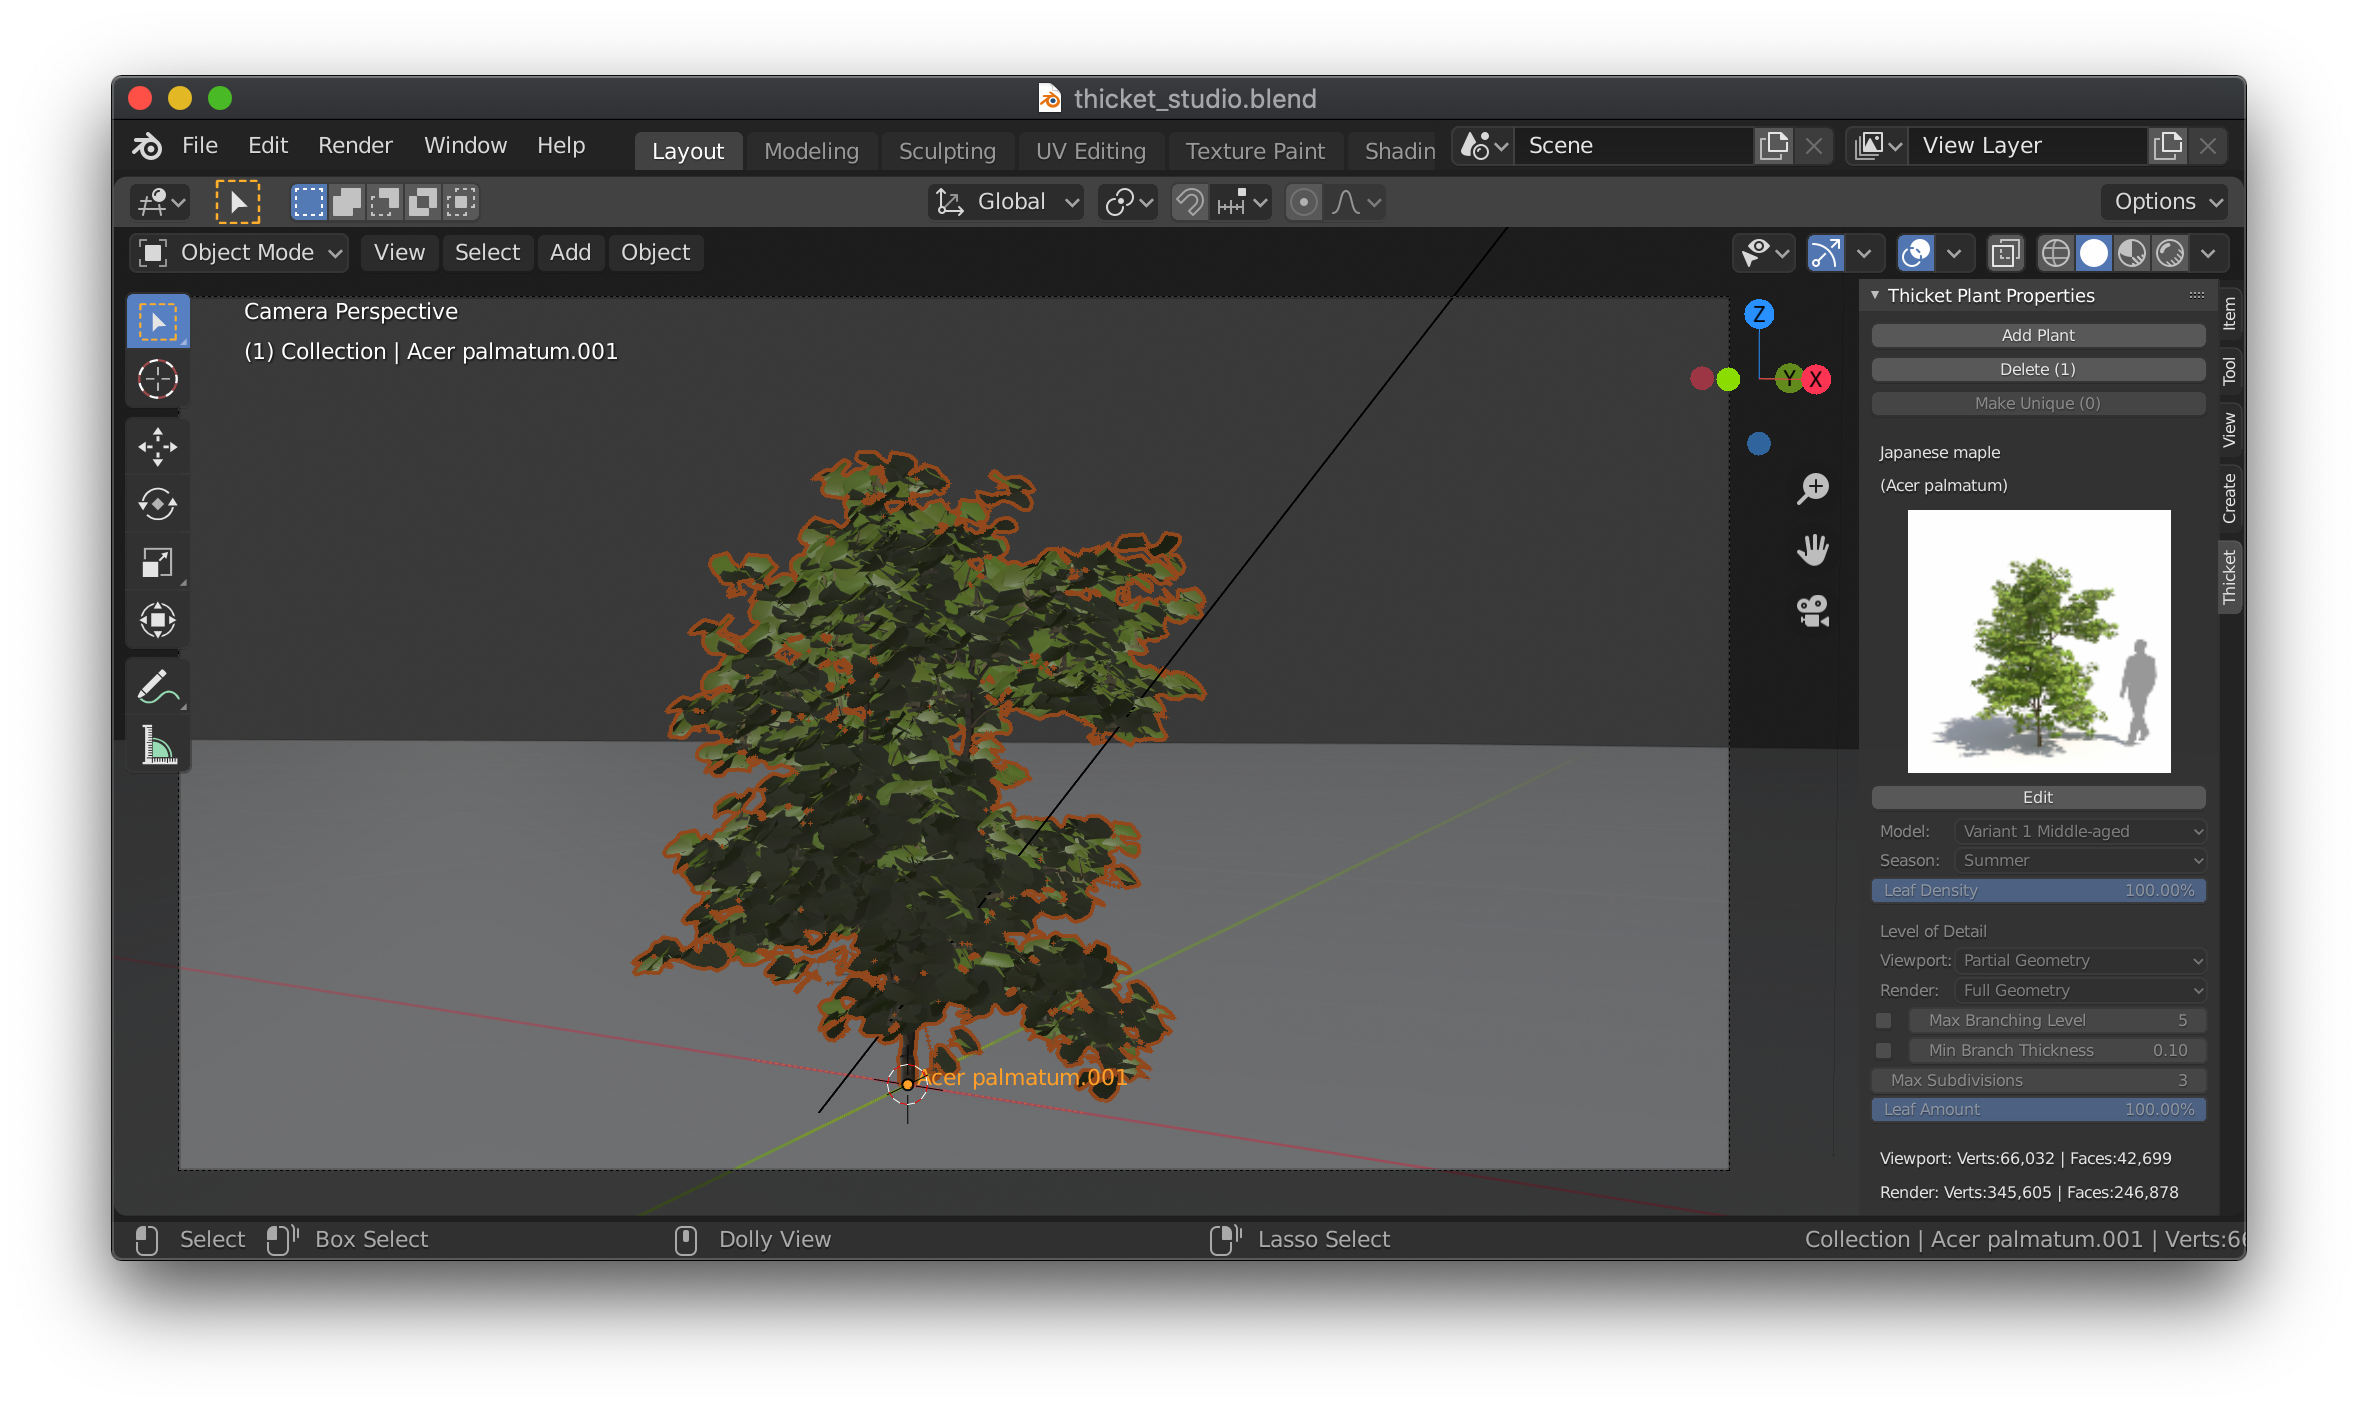 thicket_studio.blend
File Edit Render Window Help Layout Modeling Sculpting UV Editing Texture Paint Shadin Scene View Layer
Global Options
Object Mode View Select Add Object
Camera Perspective
(1) Collection | Acer palmatum.001
Z
Y X
Acer palmatum.001
Thicket Plant Properties
Add Plant
Delete (1)
Make Unique (0)
Japanese maple
(Acer palmatum)
Edit
Model: Variant 1 Middle-aged
Season: Summer
Leaf Density 100.00%
Level of Detail
Viewport: Partial Geometry
Render: Full Geometry
Max Branching Level 5
Min Branch Thickness 0.10
Max Subdivisions 3
Leaf Amount 100.00%
Viewport: Verts:66,032 | Faces:42,699
Render: Verts:345,605 | Faces:246,878
Item
Tool
View
Create
Thicket
Select Box Select Dolly View Lasso Select Collection | Acer palmatum.001 | Verts:66